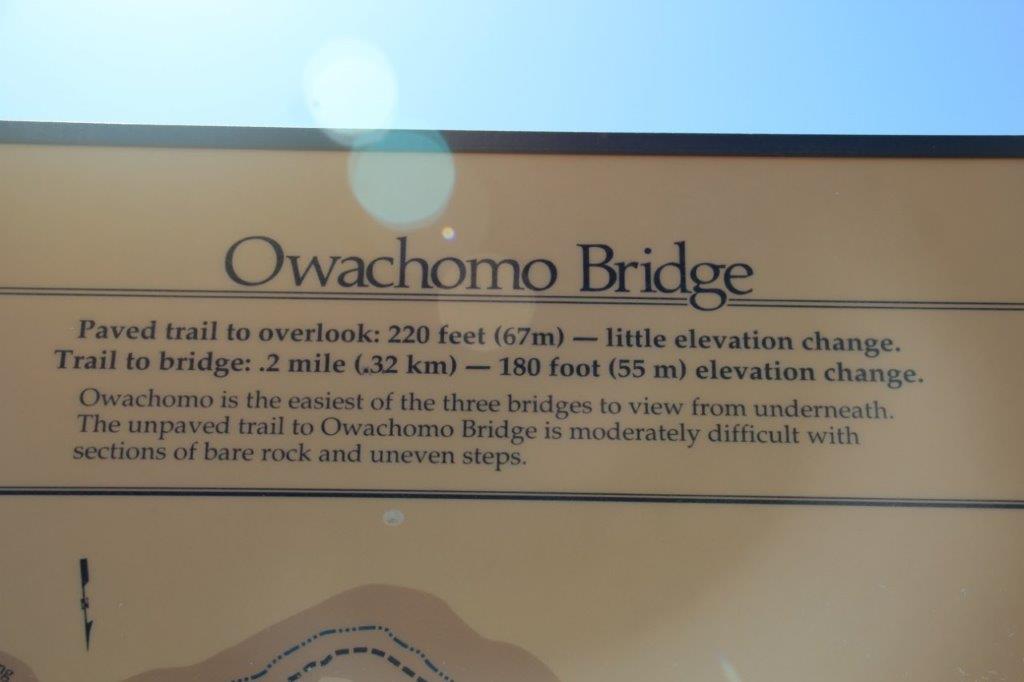 Owachomo Bridge
Paved trail to overlook: 220 feet (67m) — little elevation change.
Trail to bridge: .2 mile (.32 km) — 180 foot (55 m) elevation change.
Owachomo is the easiest of the three bridges to view from underneath.
The unpaved trail to Owachomo Bridge is moderately difficult with
sections of bare rock and uneven steps.